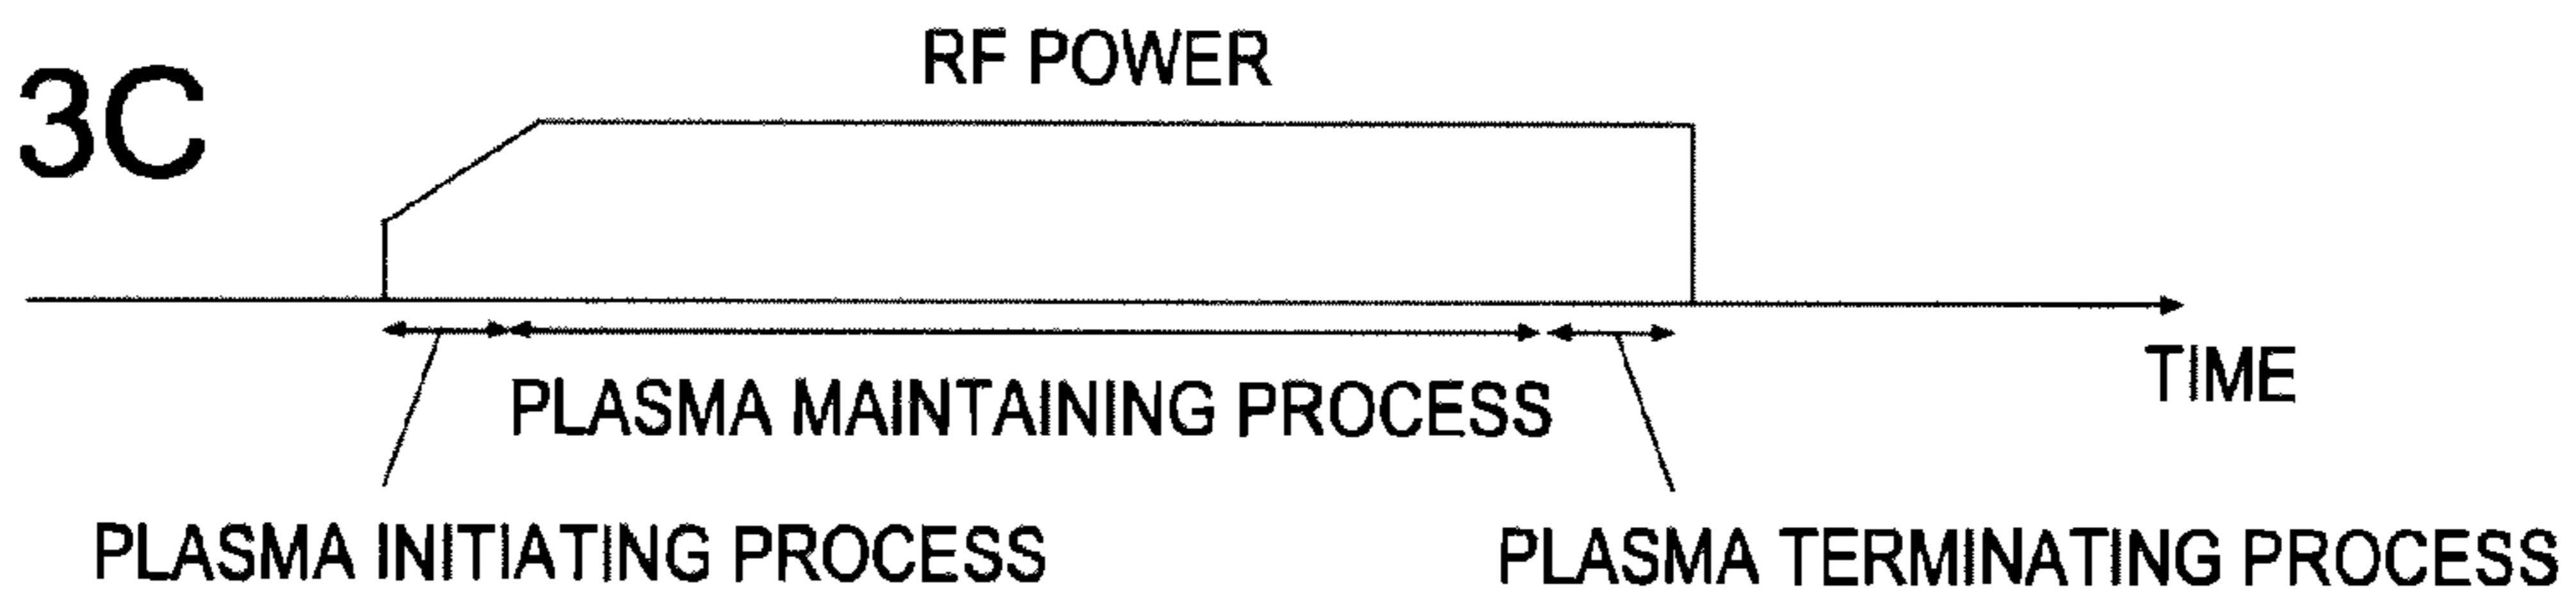 3C
RF POWER
TIME
PLASMA MAINTAINING PROCESS
PLASMA INITIATING PROCESS
PLASMA TERMINATING PROCESS